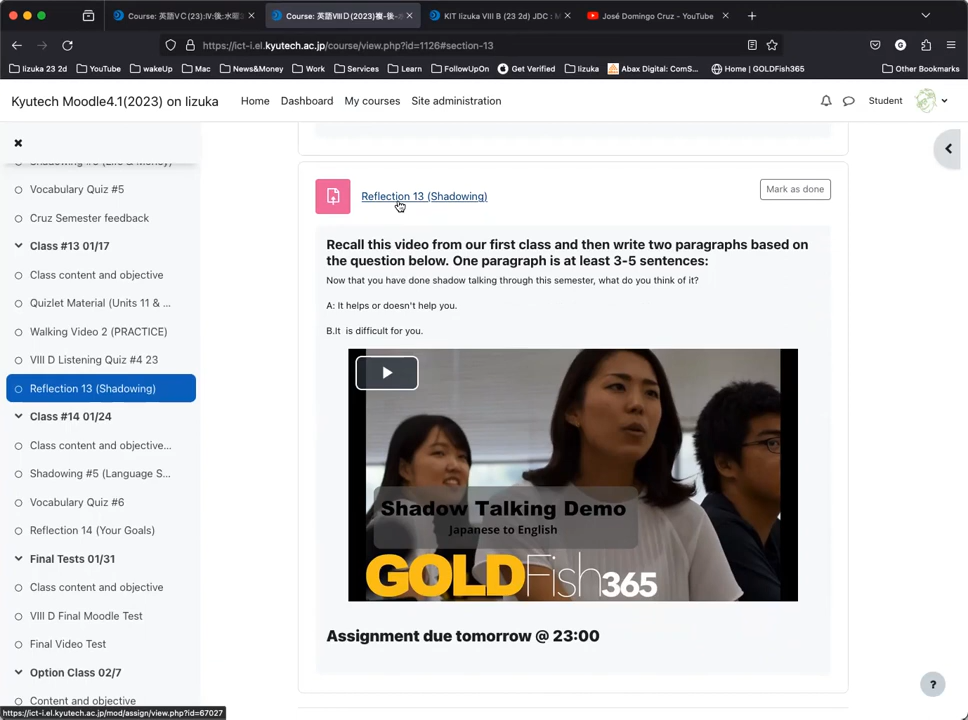 Course: 英語VC(23):IV:後:水曜
Course: 英語VIIID(2023)複-後-
KIT Iizuka VIII B (23 2d) JDC : M
José Domingo Cruz - YouTube
https://ict-i.el.kyutech.ac.jp/course/view.php?id=1126#section-13
Iizuka 23 2d
YouTube
wakeUp
Mac
News&Money
Work
Services
Learn
FollowUpOn
Get Verified
Iizuka
Abax Digital: ComS...
Home | GOLDFish365
Other Bookmarks
Kyutech Moodle4.1(2023) on Iizuka
Home
Dashboard
My courses
Site administration
Student
Shadowing #5 (Life & Money)
Vocabulary Quiz #5
Cruz Semester feedback
Class #13 01/17
Class content and objective
Quizlet Material (Units 11 & ...
Walking Video 2 (PRACTICE)
VIII D Listening Quiz #4 23
Reflection 13 (Shadowing)
Class #14 01/24
Class content and objective...
Shadowing #5 (Language S...
Vocabulary Quiz #6
Reflection 14 (Your Goals)
Final Tests 01/31
Class content and objective
VIII D Final Moodle Test
Final Video Test
Option Class 02/7
Content and objective
https://ict-i.el.kyutech.ac.jp/mod/assign/view.php?id=67027
Reflection 13 (Shadowing)
Mark as done
Recall this video from our first class and then write two paragraphs based on
the question below. One paragraph is at least 3-5 sentences:
Now that you have done shadow talking through this semester, what do you think of it?
A: It helps or doesn't help you.
B.It is difficult for you.
Shadow Talking Demo
Japanese to English
GOLDFish365
Assignment due tomorrow @ 23:00
?